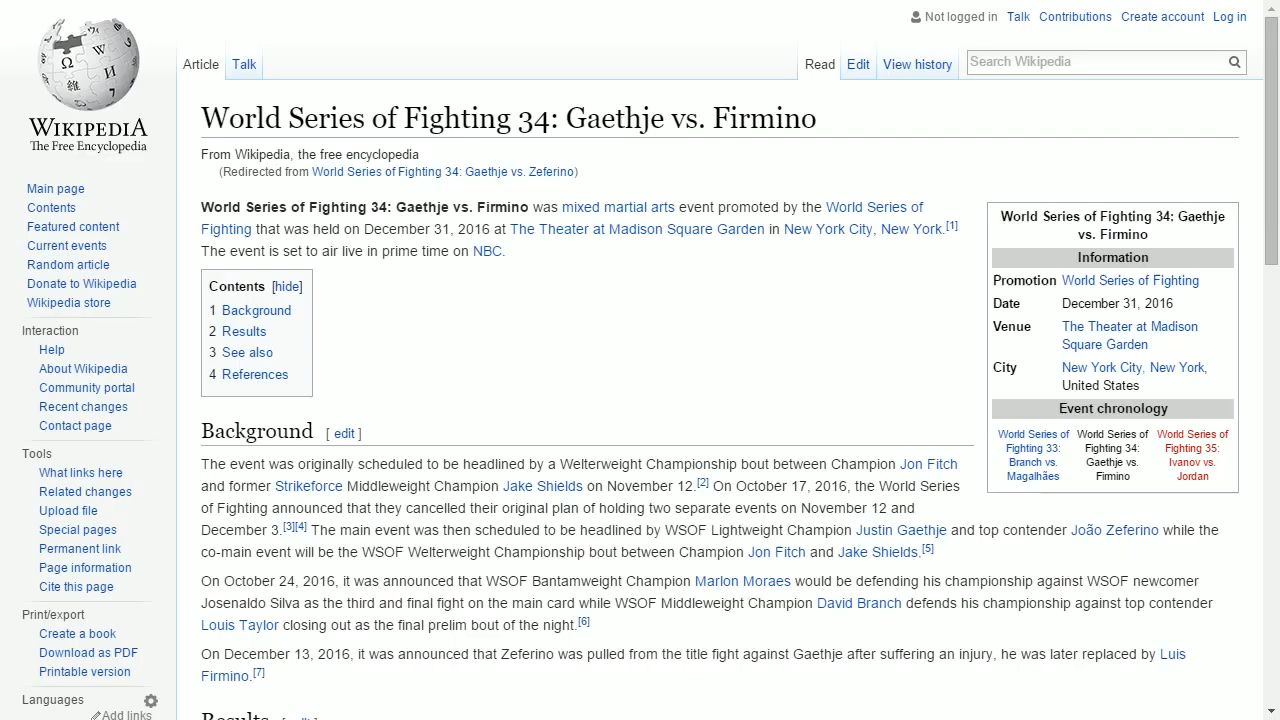 Not logged in Talk Contributions Create account Log in
Article Talk Read Edit View history Search Wikipedia
WIKIPEDIA
The Free Encyclopedia
Main page
Contents
Featured content
Current events
Random article
Donate to Wikipedia
Wikipedia store
Interaction
Help
About Wikipedia
Community portal
Recent changes
Contact page
Tools
What links here
Related changes
Upload file
Special pages
Permanent link
Page information
Cite this page
Print/export
Create a book
Download as PDF
Printable version
Languages
Add links
World Series of Fighting 34: Gaethje vs. Firmino
From Wikipedia, the free encyclopedia
(Redirected from World Series of Fighting 34: Gaethje vs. Zeferino)
World Series of Fighting 34: Gaethje vs. Firmino was mixed martial arts event promoted by the World Series of
Fighting that was held on December 31, 2016 at The Theater at Madison Square Garden in New York City, New York.[1]
The event is set to air live in prime time on NBC.
Contents [hide]
1 Background
2 Results
3 See also
4 References
World Series of Fighting 34: Gaethje
vs. Firmino
Information
Promotion World Series of Fighting
Date December 31, 2016
Venue The Theater at Madison
Square Garden
City New York City, New York,
United States
Event chronology
World Series of World Series of World Series of
Fighting 33: Fighting 34: Fighting 35:
Branch vs. Gaethje vs. Ivanov vs.
Magalhães Firmino Jordan
Background [ edit ]
The event was originally scheduled to be headlined by a Welterweight Championship bout between Champion Jon Fitch
and former Strikeforce Middleweight Champion Jake Shields on November 12.[2] On October 17, 2016, the World Series
of Fighting announced that they cancelled their original plan of holding two separate events on November 12 and
December 3.[3][4] The main event was then scheduled to be headlined by WSOF Lightweight Champion Justin Gaethje and top contender João Zeferino while the
co-main event will be the WSOF Welterweight Championship bout between Champion Jon Fitch and Jake Shields.[5]
On October 24, 2016, it was announced that WSOF Bantamweight Champion Marlon Moraes would be defending his championship against WSOF newcomer
Josenaldo Silva as the third and final fight on the main card while WSOF Middleweight Champion David Branch defends his championship against top contender
Louis Taylor closing out as the final prelim bout of the night.[6]
On December 13, 2016, it was announced that Zeferino was pulled from the title fight against Gaethje after suffering an injury, he was later replaced by Luis
Firmino.[7]
Results [ edit ]